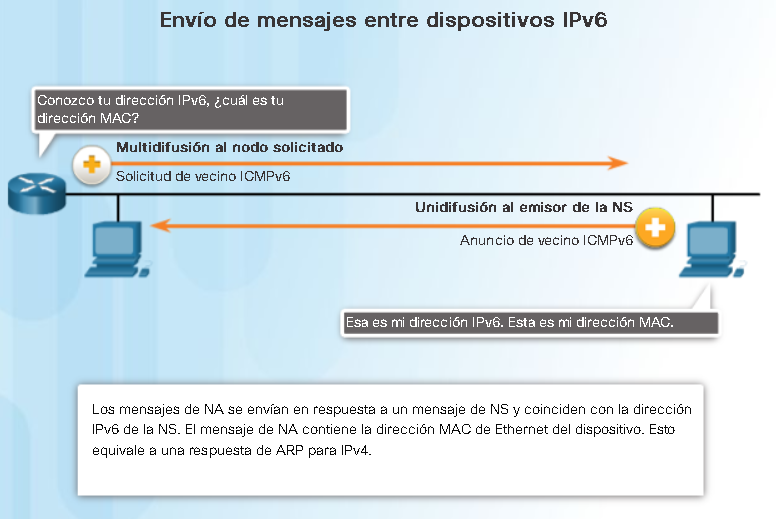 Envío de mensajes entre dispositivos IPv6
Conozco tu dirección IPv6, ¿cuál es tu
dirección MAC?
Multidifusión al nodo solicitado
Solicitud de vecino ICMPv6
Unidifusión al emisor de la NS
Anuncio de vecino ICMPv6
Esa es mi dirección IPv6. Esta es mi dirección MAC.
Los mensajes de NA se envían en respuesta a un mensaje de NS y coinciden con la dirección
IPv6 de la NS. El mensaje de NA contiene la dirección MAC de Ethernet del dispositivo. Esto
equivale a una respuesta de ARP para IPv4.